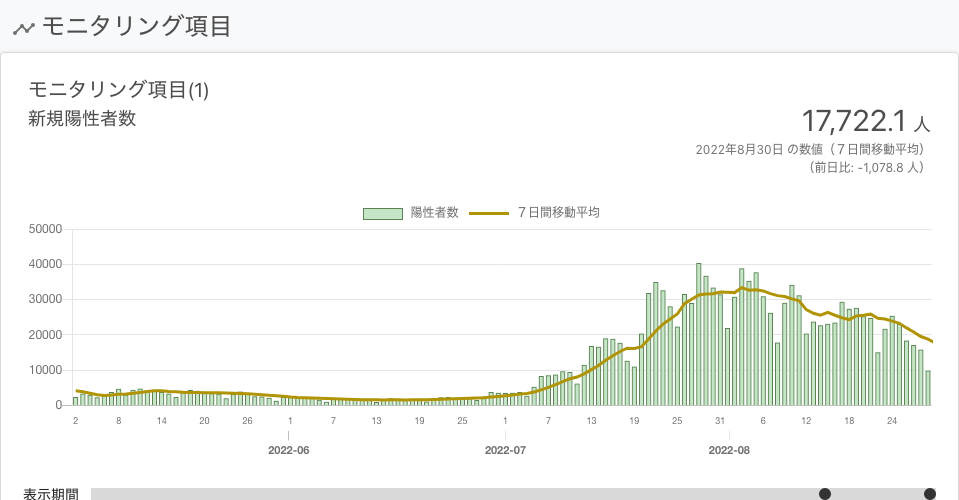 モニタリング項目
モニタリング項目(1)
新規陽性者数
17,722.1 人
2022年8月30日 の数値（７日間移動平均）
（前日比: -1,078.8 人）
陽性者数 ７日間移動平均
50000
40000
30000
20000
10000
0
2 8 14 20 26 1 7 13 19 25 1 7 13 19 25 31 6 12 18 24
2022-06 2022-07 2022-08
表示期間